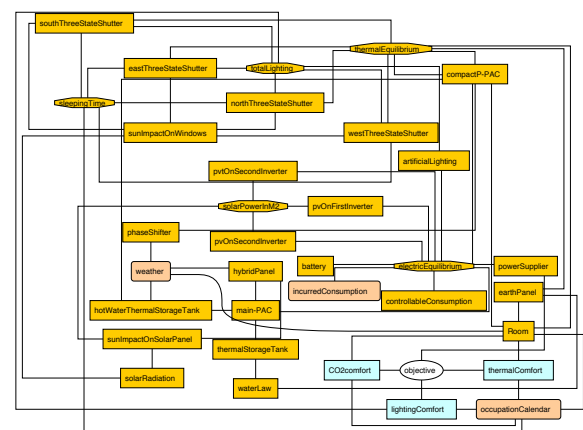 southThreeStateShutter
thermalEquilibrium
eastThreeStateShutter
totalLighting
compactP-PAC
sleepingTime
northThreeStateShutter
sunImpactOnWindows
westThreeStateShutter
artificialLighting
pvtOnSecondInverter
solarPowerInM2
pvOnFirstInverter
phaseShifter
pvOnSecondInverter
weather
hybridPanel
battery
electricEquilibrium
powerSupplier
incurredConsumption
earthPanel
controllableConsumption
hotWaterThermalStorageTank
main-PAC
Room
sunImpactOnSolarPanel
thermalStorageTank
CO2comfort
objective
thermalComfort
solarRadiation
waterLaw
lightingComfort
occupationCalendar